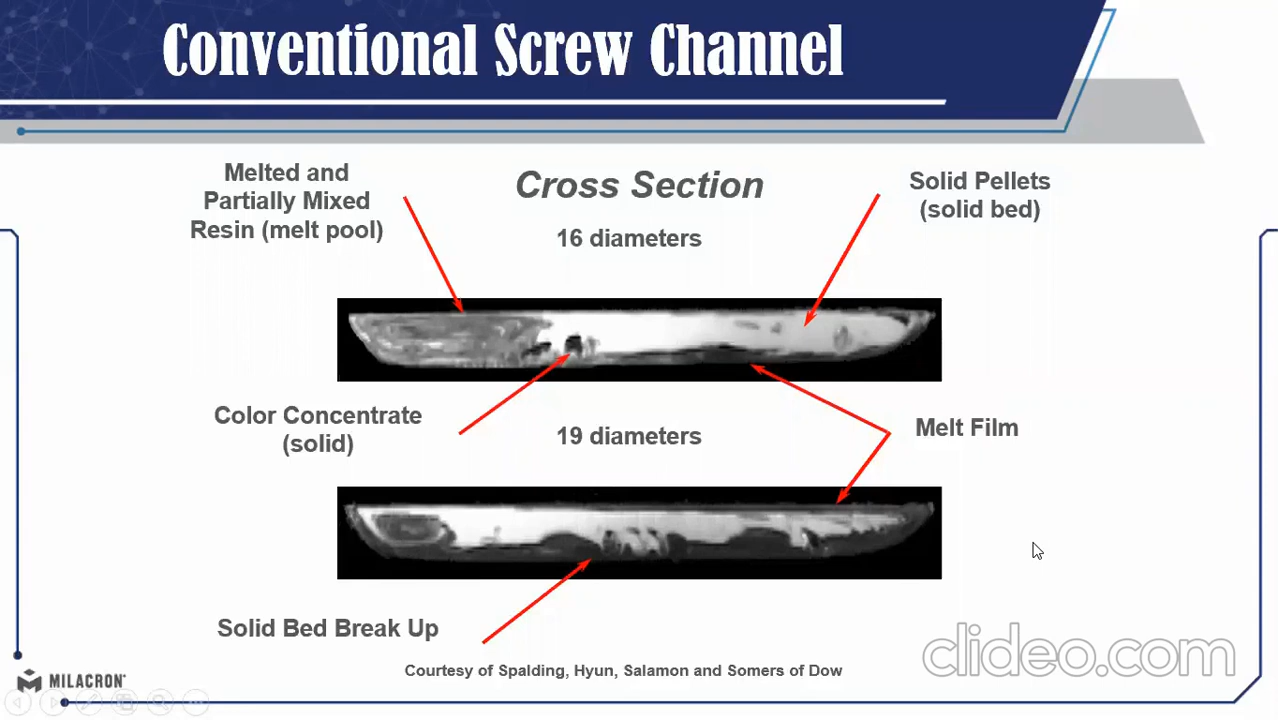 Conventional Screw Channel
Melted and
Partially Mixed
Resin (melt pool)
Cross Section
16 diameters
Solid Pellets
(solid bed)
Color Concentrate
(solid)
19 diameters
Melt Film
Solid Bed Break Up
Courtesy of Spalding, Hyun, Salamon and Somers of Dow
MILACRON
clideo.com